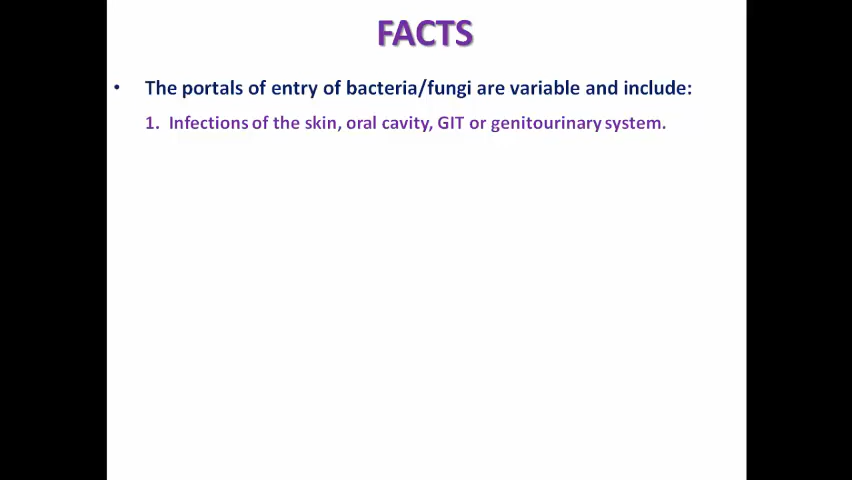 FACTS
• The portals of entry of bacteria/fungi are variable and include:
1. Infections of the skin, oral cavity, GIT or genitourinary system.